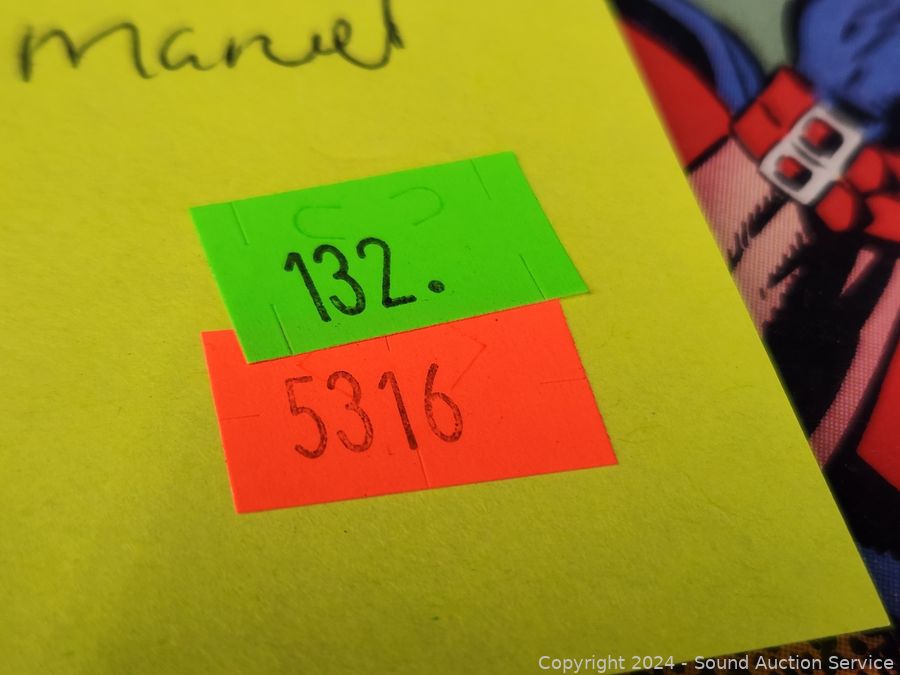 marvel
132.
5316
Copyright 2024 - Sound Auction Service